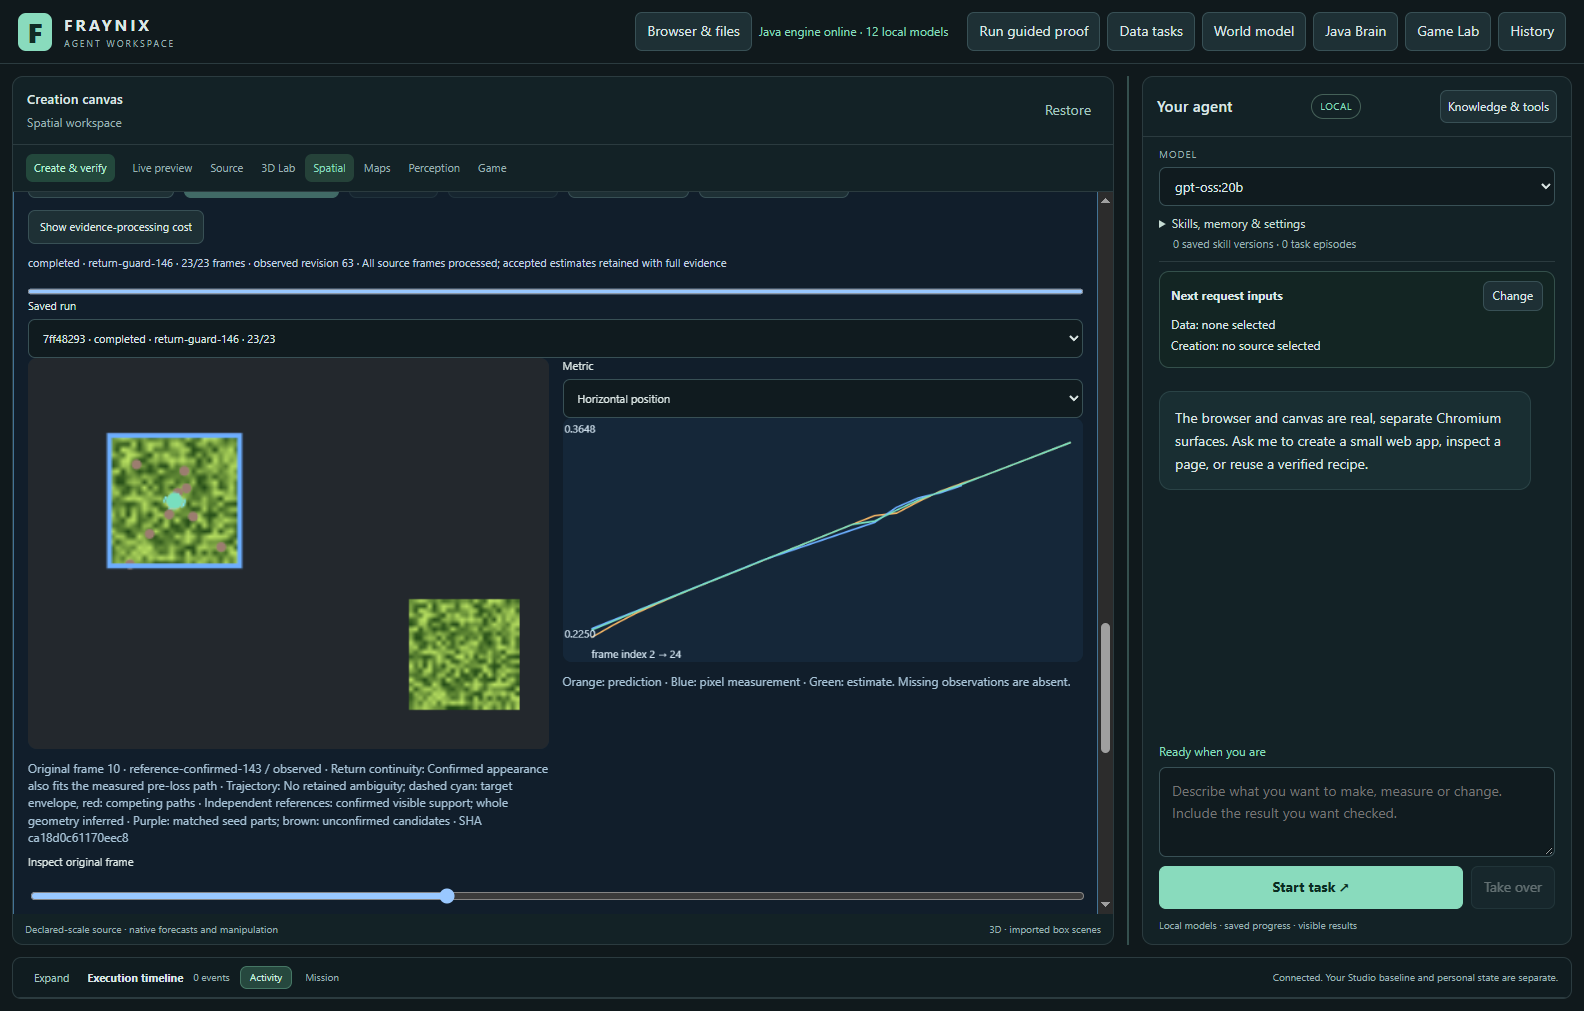 FRAYNIX
AGENT WORKSPACE
Browser & files
Java engine online · 12 local models
Run guided proof
Data tasks
World model
Java Brain
Game Lab
History
Creation canvas
Spatial workspace
Restore
Create & verify
Live preview
Source
3D Lab
Spatial
Maps
Perception
Game
Show evidence-processing cost
completed · return-guard-146 · 23/23 frames · observed revision 63 · All source frames processed; accepted estimates retained with full evidence
Saved run
7ff48293 · completed · return-guard-146 · 23/23
Metric
Horizontal position
0.3648
0.2250
frame index 2 → 24
Orange: prediction · Blue: pixel measurement · Green: estimate. Missing observations are absent.
Original frame 10 · reference-confirmed-143 / observed · Return continuity: Confirmed appearance
also fits the measured pre-loss path · Trajectory: No retained ambiguity; dashed cyan: target
envelope, red: competing paths · Independent references: confirmed visible support; whole
geometry inferred · Purple: matched seed parts; brown: unconfirmed candidates · SHA
ca18d0c61170eec8
Inspect original frame
Declared-scale source · native forecasts and manipulation
3D · imported box scenes
Your agent
LOCAL
Knowledge & tools
MODEL
gpt-oss:20b
Skills, memory & settings
0 saved skill versions · 0 task episodes
Next request inputs
Change
Data: none selected
Creation: no source selected
The browser and canvas are real, separate Chromium
surfaces. Ask me to create a small web app, inspect a
page, or reuse a verified recipe.
Ready when you are
Describe what you want to make, measure or change.
Include the result you want checked.
Start task ↗
Take over
Local models · saved progress · visible results
Expand
Execution timeline
0 events
Activity
Mission
Connected. Your Studio baseline and personal state are separate.